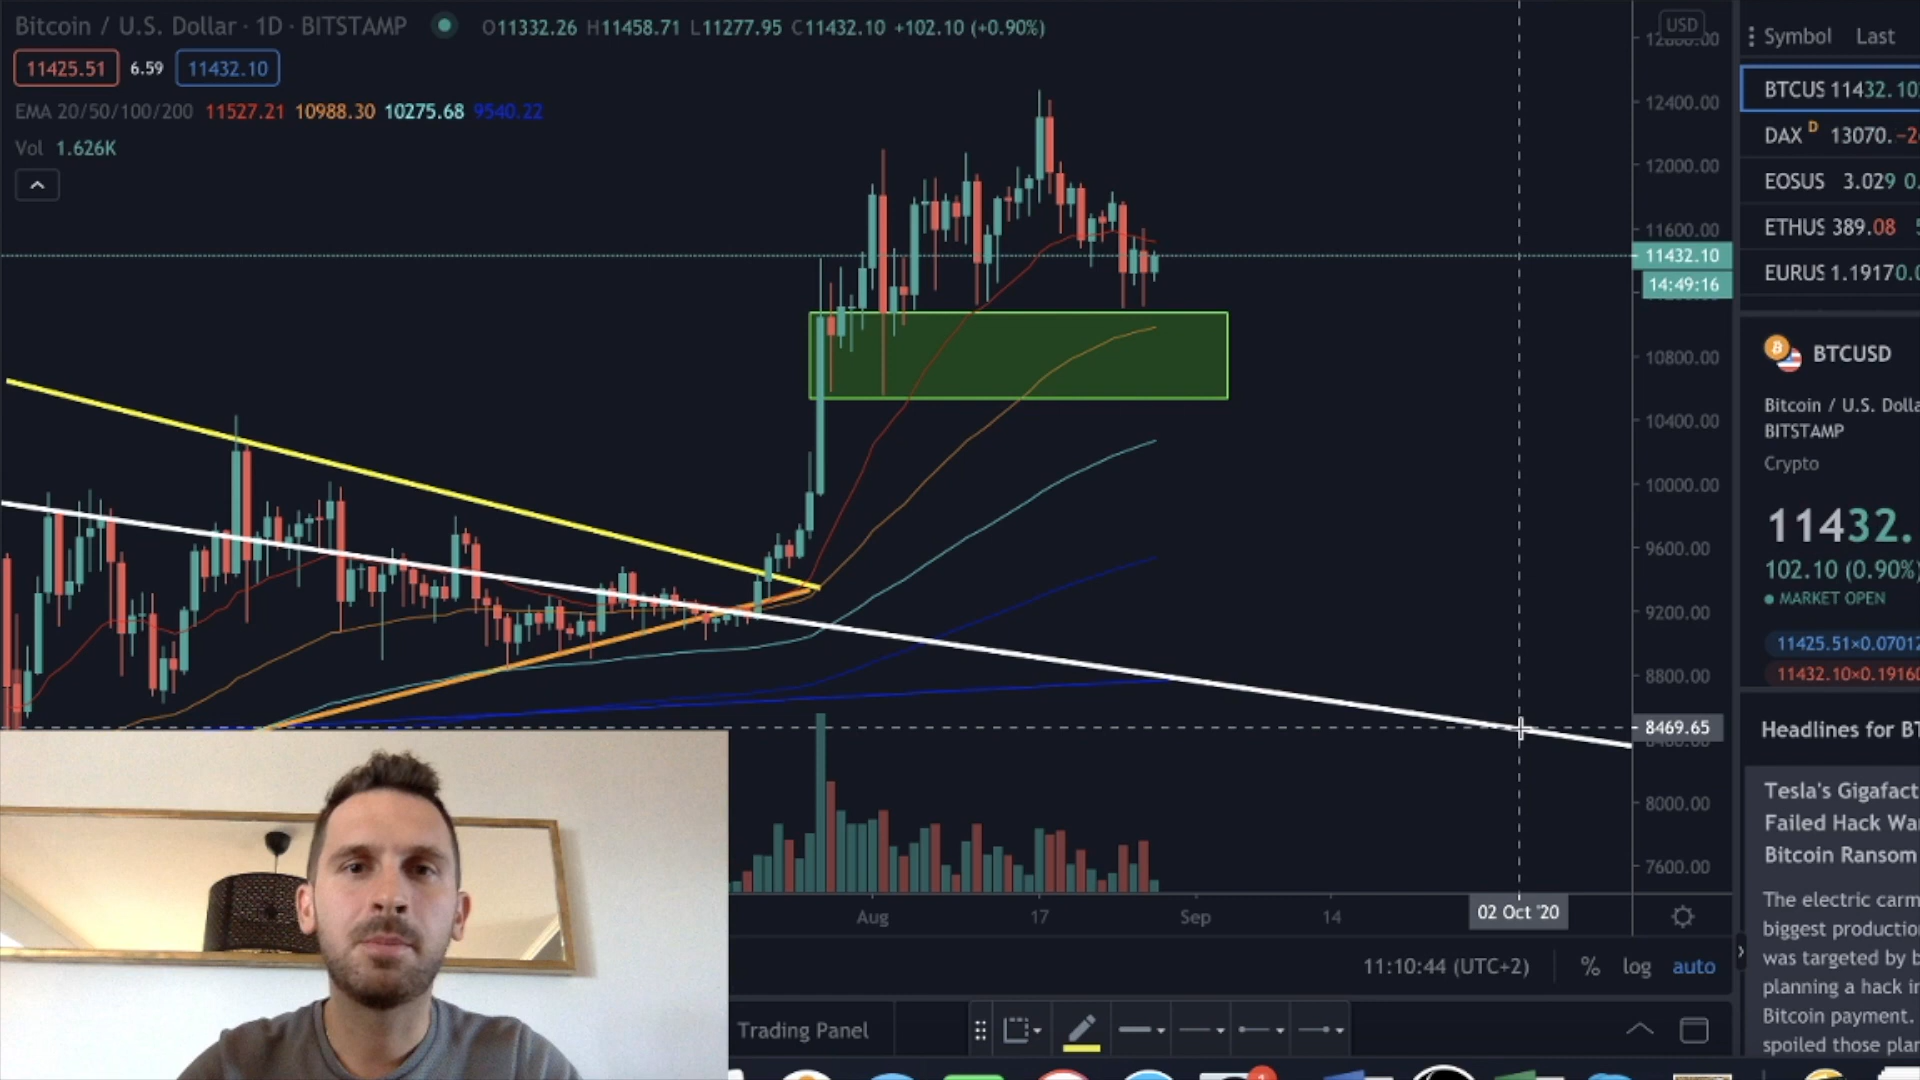 Bitcoin / U.S. Dollar · 1D · BITSTAMP O11332.26 H11458.71 L11277.95 C11432.10 +102.10 (+0.90%)
11425.51 6.59 11432.10
EMA 20/50/100/200 11527.21 10988.30 10275.68 9540.22
Vol 1.626K
USD
12400.00
12000.00
11600.00
11432.10
14:49:16
10800.00
10400.00
10000.00
9600.00
9200.00
8800.00
8469.65
8000.00
7600.00
Aug 17 Sep 14 02 Oct '20
11:10:44 (UTC+2) % log auto
Trading Panel
Symbol Last
BTCUS 11432.10
DAX D 13070. -2
EOSUS 3.029 0.
ETHUS 389.08
EURUS 1.1917 0.0
BTCUSD
Bitcoin / U.S. Dolla
BITSTAMP
Crypto
11432.
102.10 (0.90%)
MARKET OPEN
11425.51×0.07012
11432.10×0.1916
Headlines for BT
Tesla's Gigafact
Failed Hack Wa
Bitcoin Ransom
The electric carm
biggest productio
was targeted by b
planning a hack i
Bitcoin payment.
spoiled those pla
1